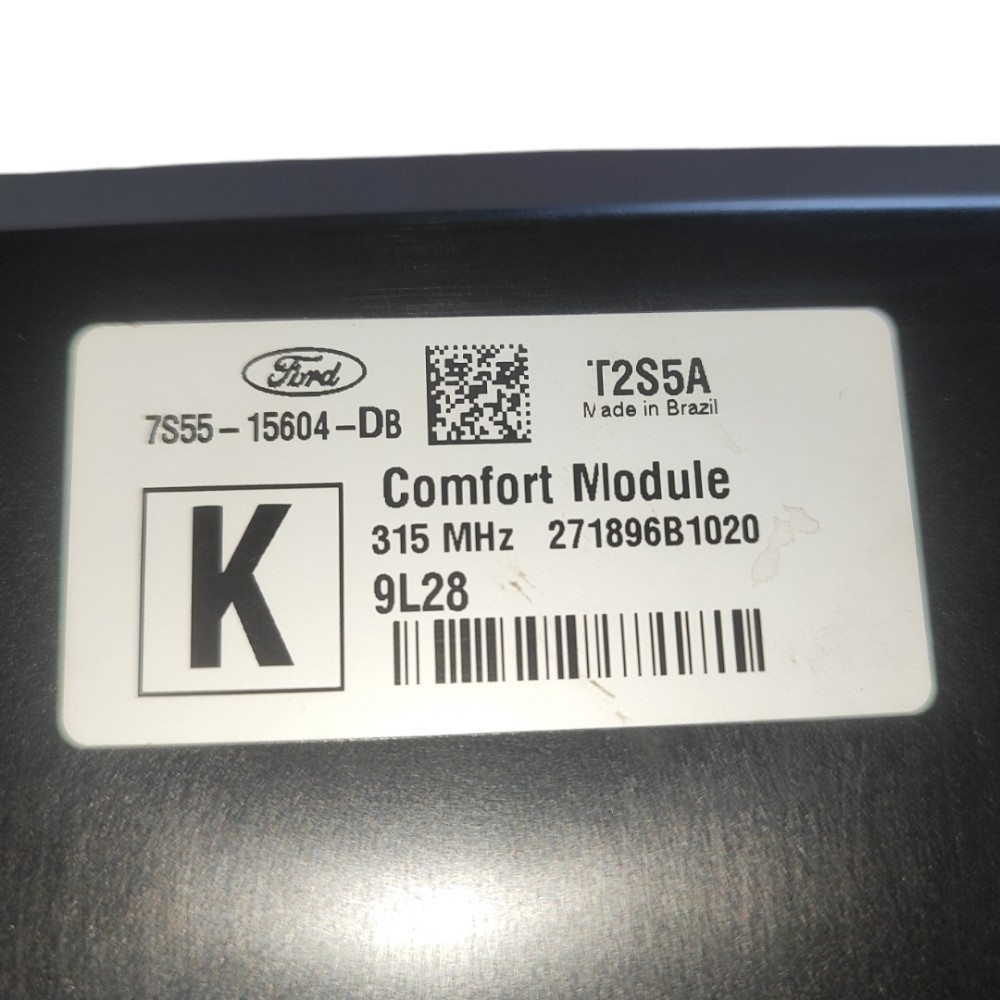 Ford
7S55-15604-DB
T2S5A
Made in Brazil
Comfort Module
315 MHz 271896B1020
K
9L28